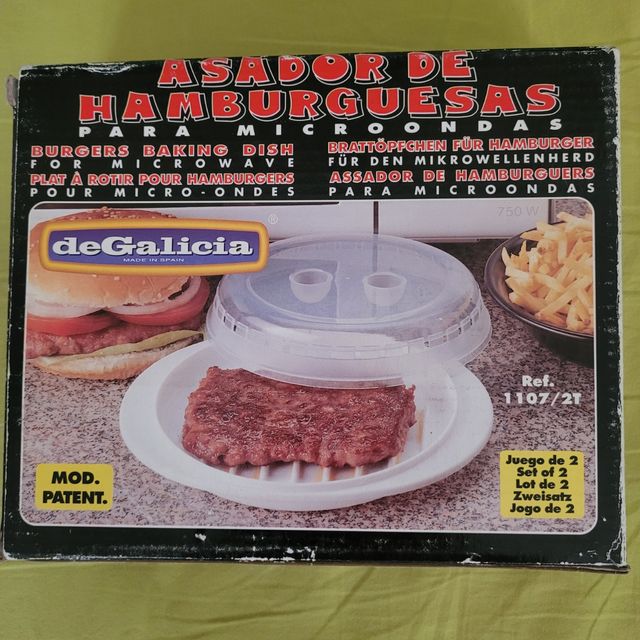 ASADOR DE
HAMBURGUESAS
PARA MICROONDAS
BURGERS BAKING DISH
FOR MICROWAVE
PLAT À ROTIR POUR HAMBURGERS
POUR MICRO-ONDES
BRATTÖPFCHEN FÜR HAMBURGER
FÜR DEN MIKROWELLENHERD
ASSADOR DE HAMBURGUERS
PARA MICROONDAS
750 W
deGalicia ®
MADE IN SPAIN
Ref.
1107/2T
MOD.
PATENT.
Juego de 2
Set of 2
Lot de 2
Zweisatz
Jogo de 2